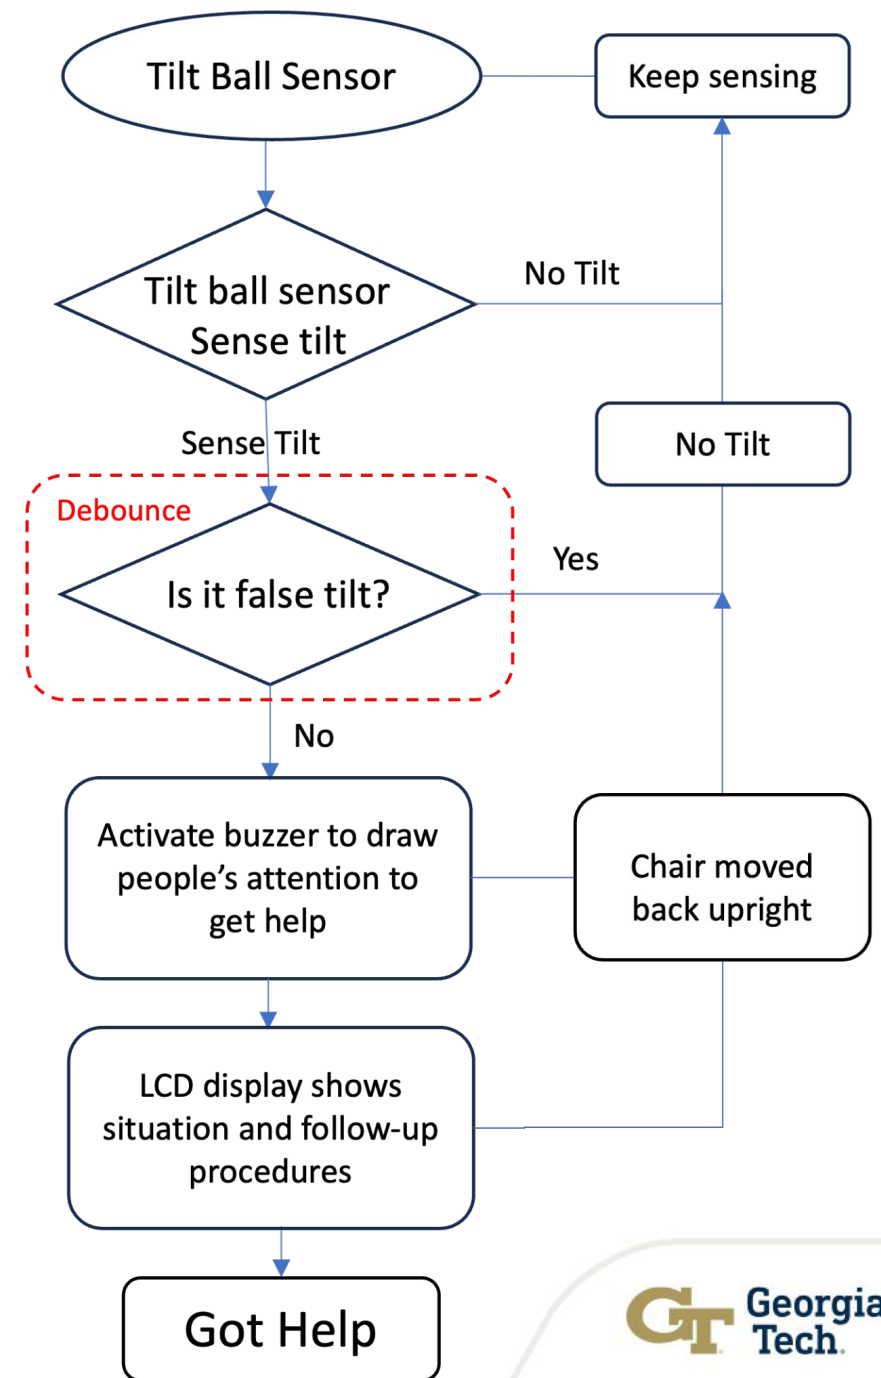 Tilt Ball Sensor
Keep sensing
Tilt ball sensor
Sense tilt
No Tilt
Sense Tilt
No Tilt
Debounce
Is it false tilt?
Yes
No
Activate buzzer to draw
people's attention to
get help
Chair moved
back upright
LCD display shows
situation and follow-up
procedures
Got Help
GT
Georgia
Tech.